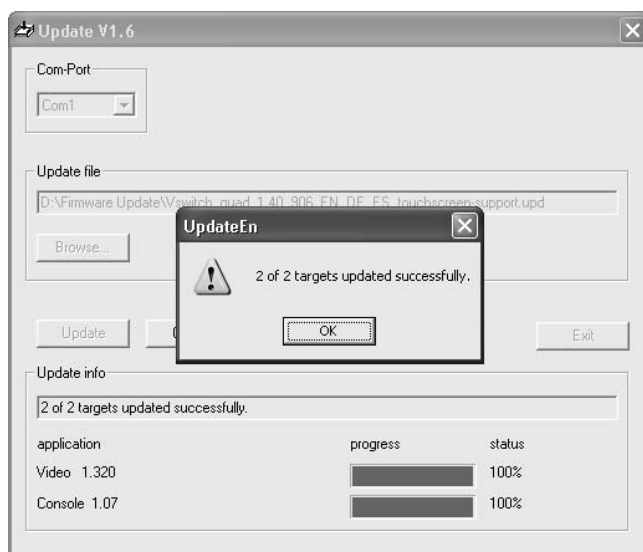 Update V1.6
Com-Port
Com1
Update file
D:\Firmware Update\Vswitch_quad_1.40_906_EN_DE_ES_touchscreen-support.upd
UpdateEn
Browse...
2 of 2 targets updated successfully.
OK
Update
Exit
Update info
2 of 2 targets updated successfully.
application progress status
Video 1.320 100%
Console 1.07 100%